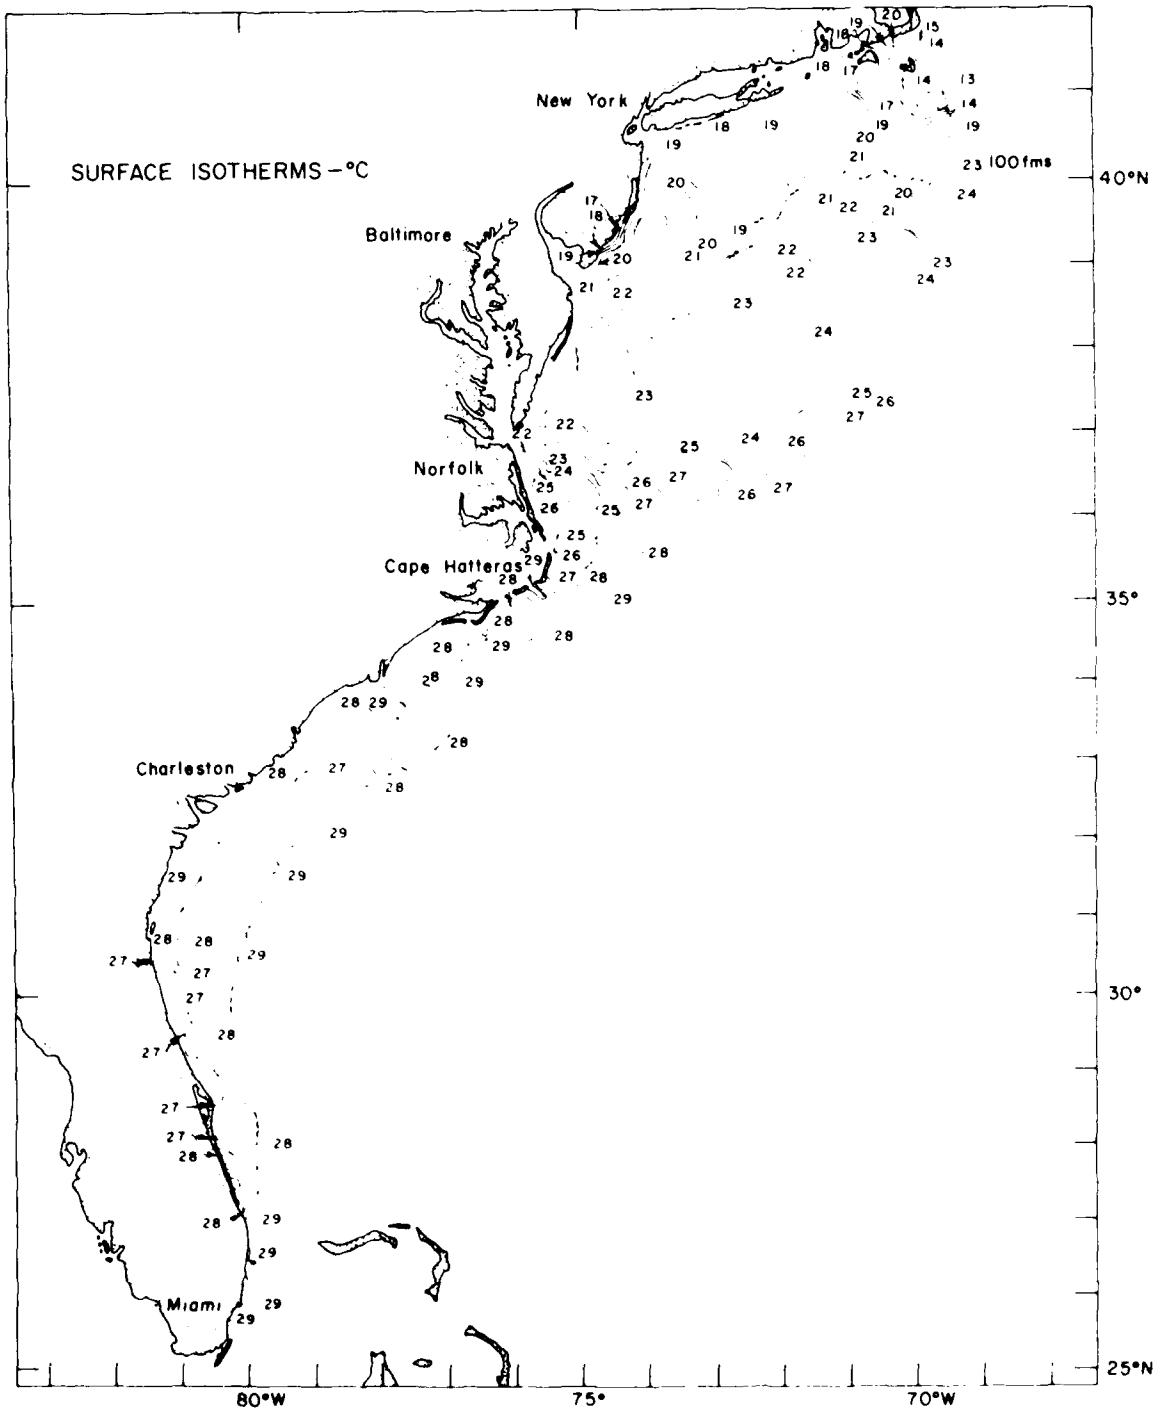 19 20 15
18 14
18 17 14 13
New York 17 14
18 19 19 19
20
19
21 23 100 fms
SURFACE ISOTHERMS - °C
40°N
20 20 24
17 21 22 21
18
Baltimore 19 23
20 22
19 20 21 23
22 24
21 22
23
24
23 25
26
27
22
22 24 26
25
23
Norfolk 24
27
25 26 27
26
26 25 27
25
29 26 28
Cape Hatteras
28 27 28
29 35°
28
28 29 28
28 29
28 29
28
Charleston 28 27
28
29
29 29
28 28
27 29
27
27 30°
28
27
27
27 28
28
28 29
29
Miami 29
29
25°N
80°W 75° 70°W